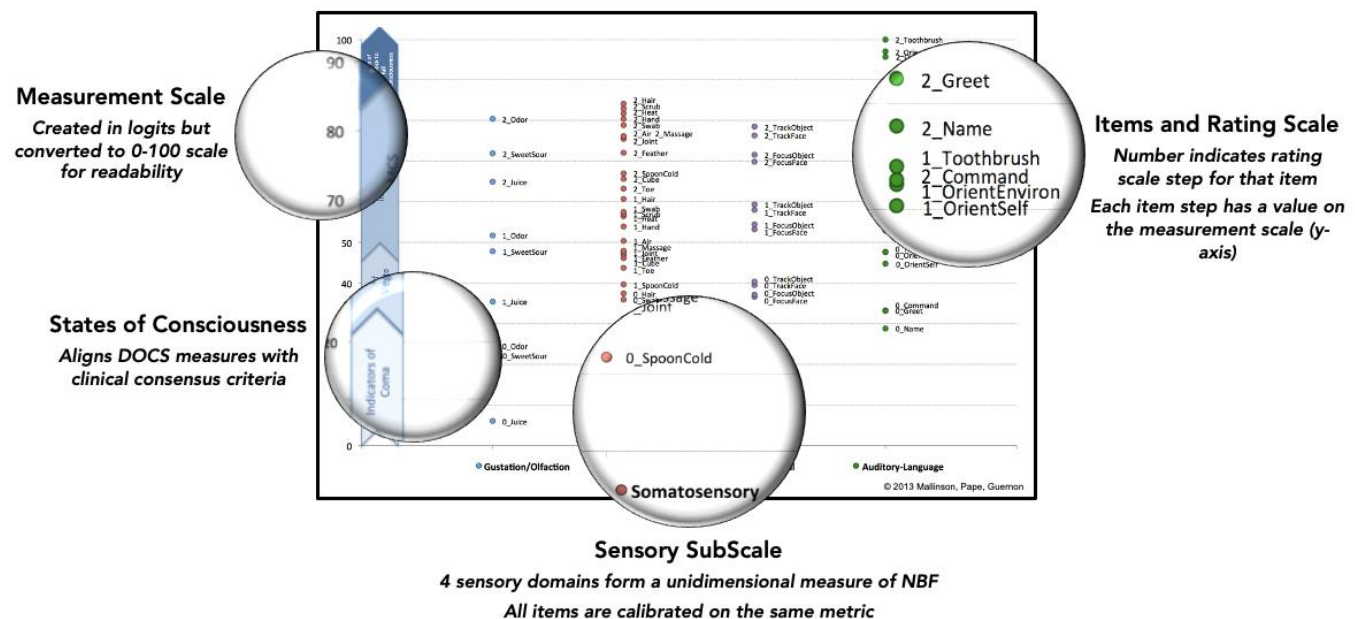 Measurement Scale
Created in logits but
converted to 0-100 scale
for readability
States of Consciousness
Aligns DOCS measures with
clinical consensus criteria
100
90
80
70
50
40
20
0
Indicators of
Coma
2_Odor
2_SweetSour
2_Juice
1_Odor
1_SweetSour
1_Juice
0_Odor
0_SweetSour
0_Juice
2_Hair
2_Scrub
2_Heat
2_Hand
2_Swab
2_Air 2_Massage
2_Joint
2_Feather
2_SpoonCold
2_Cube
2_Toe
1_Hair
1_Swab
1_Scrub
1_Heat
1_Hand
1_Air
1_Massage
1_Joint
1_Feather
1_Cube
1_Toe
1_SpoonCold
0_Hair
_Joint
0_SpoonCold
2_TrackObject
2_TrackFace
2_FocusObject
2_FocusFace
1_TrackObject
1_TrackFace
1_FocusObject
1_FocusFace
0_TrackObject
0_TrackFace
0_FocusObject
0_FocusFace
2_Toothbrush
2_Greet
2_Name
1_Toothbrush
2_Command
1_OrientEnviron
1_OrientSelf
0_OrientSelf
0_Command
0_Greet
0_Name
Gustation/Olfaction
Somatosensory
Auditory-Language
© 2013 Mallinson, Pape, Guernon
Items and Rating Scale
Number indicates rating
scale step for that item
Each item step has a value on
the measurement scale (y-
axis)
Sensory SubScale
4 sensory domains form a unidimensional measure of NBF
All items are calibrated on the same metric